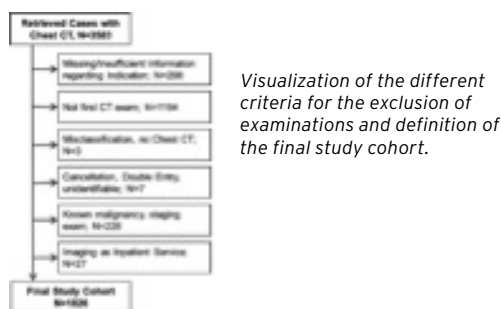 Retrieved Cases with
Chest CT, N=3583
Missing/Insufficient Information
regarding Indication; N=298
Not first CT exam; N=1194
Misclassification, no Chest CT;
N=3
Cancellation, Double Entry,
unidentifiable; N=7
Known malignancy, staging
exam; N=228
Imaging as Inpatient Service;
N=27
Final Study Cohort
N=1826
Visualization of the different
criteria for the exclusion of
examinations and definition of
the final study cohort.